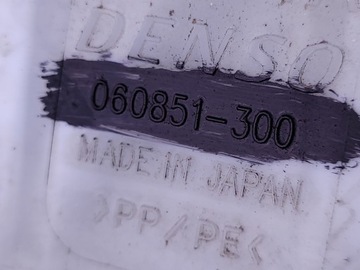 DENSO
060851-300
MADE IN JAPAN
>PP/PE<